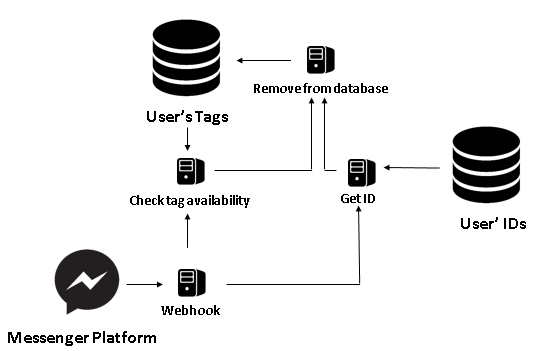 Remove from database
User's Tags
Check tag availability
Get ID
User' IDs
Webhook
Messenger Platform